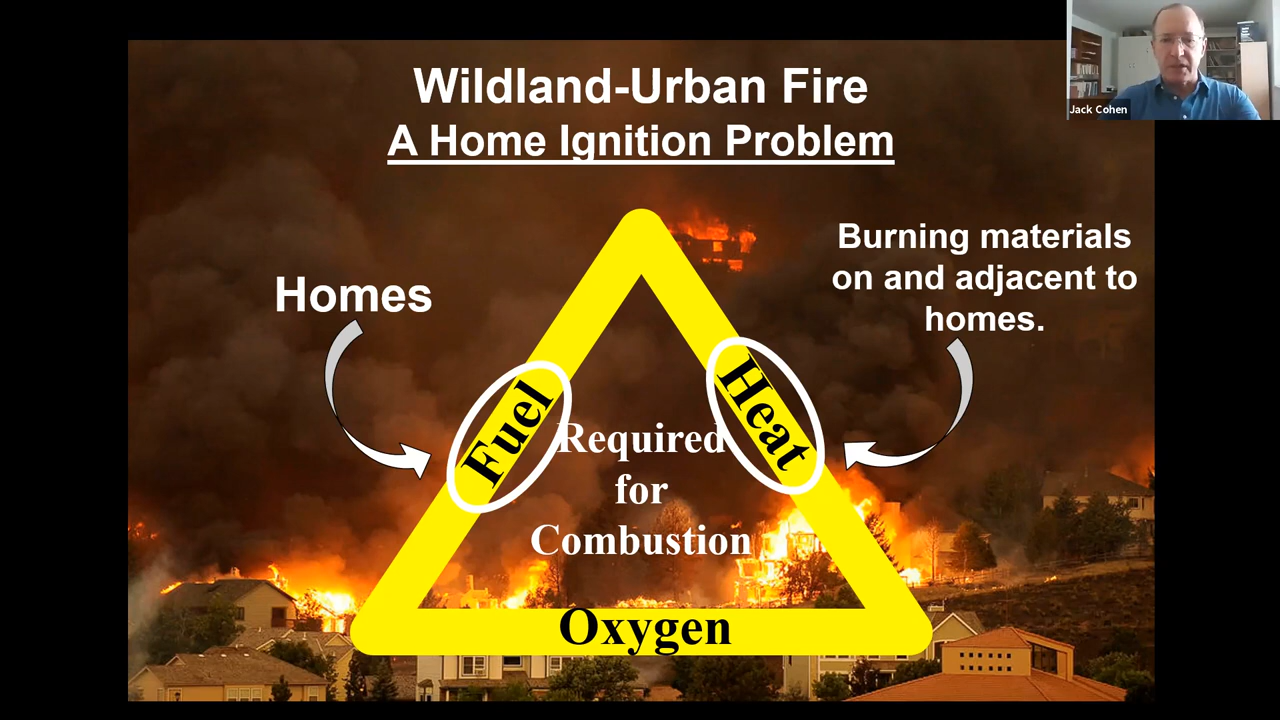 Wildland-Urban Fire
A Home Ignition Problem
Jack Cohen
Homes
Burning materials
on and adjacent to
homes.
Fuel
Heat
Required
for
Combustion
Oxygen